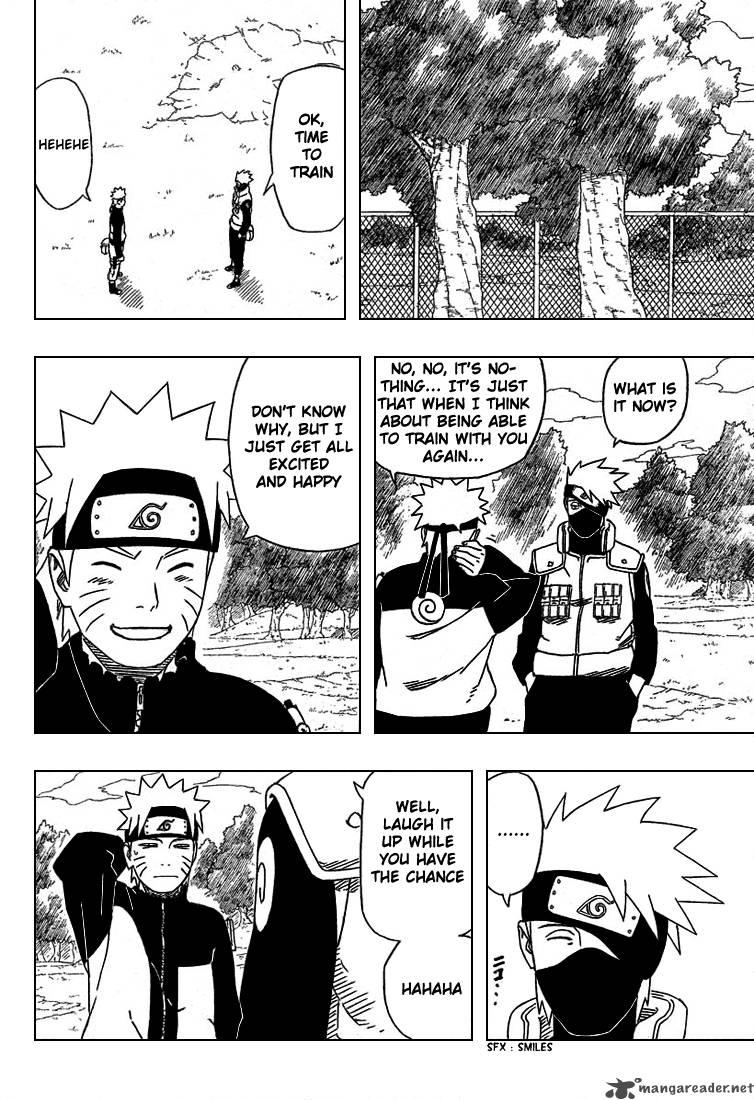 OK,
TIME
TO
TRAIN
HEHEHE
WHAT IS
IT NOW?
NO, NO, IT'S NO-
THING... IT'S JUST
THAT WHEN I THINK
ABOUT BEING ABLE
TO TRAIN WITH YOU
AGAIN...
DON'T KNOW
WHY, BUT I
JUST GET ALL
EXCITED
AND HAPPY
......
SFX : SMILES
WELL,
LAUGH IT
UP WHILE
YOU HAVE
THE CHANCE
HAHAHA
mangareader.net